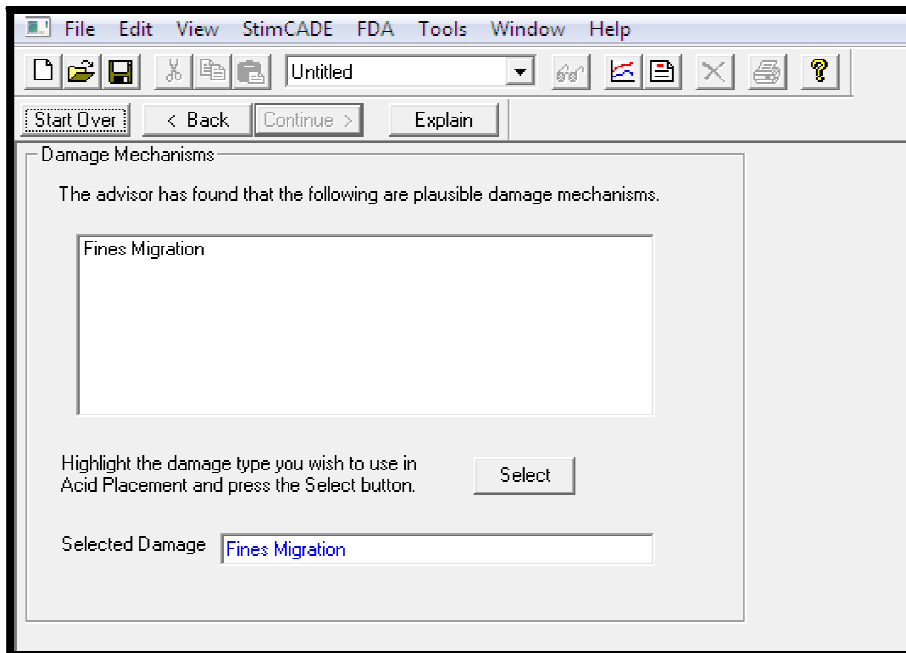 File Edit View StimCADE FDA Tools Window Help
Untitled
Start Over < Back Continue > Explain
Damage Mechanisms
The advisor has found that the following are plausible damage mechanisms.
Fines Migration
Highlight the damage type you wish to use in
Acid Placement and press the Select button.
Select
Selected Damage Fines Migration